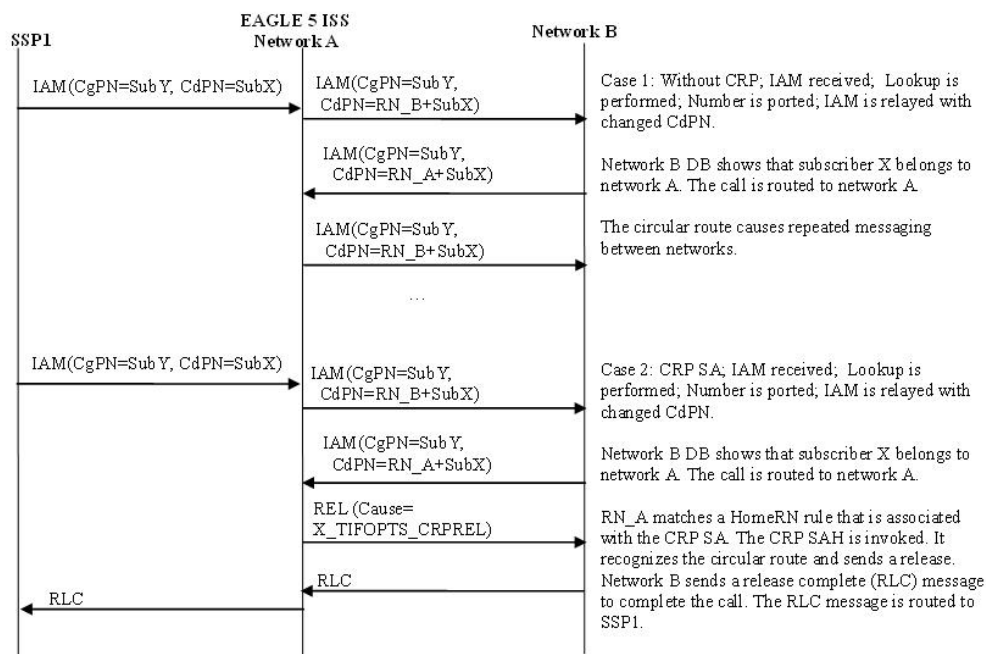 EAGLE 5 ISS
SSP1
Network A
Network B
IAM(CgPN=SubY, CdPN=SubX)
IAM(CgPN=SubY,
CdPN=RN_B+SubX)
Case 1: Without CRP; IAM received; Lookup is
performed; Number is ported; IAM is relayed with
changed CdPN.
IAM(CgPN=SubY,
CdPN=RN_A+SubX)
Network B DB shows that subscriber X belongs to
network A. The call is routed to network A.
IAM(CgPN=SubY,
CdPN=RN_B+SubX)
The circular route causes repeated messaging
between networks.
...
IAM(CgPN=SubY, CdPN=SubX)
IAM(CgPN=SubY,
CdPN=RN_B+SubX)
Case 2: CRP SA; IAM received; Lookup is
performed; Number is ported; IAM is relayed with
changed CdPN.
IAM(CgPN=SubY,
CdPN=RN_A+SubX)
Network B DB shows that subscriber X belongs to
network A. The call is routed to network A.
REL (Cause=
X_TIFOPTS_CRPREL)
RN_A matches a HomeRN rule that is associated
with the CRP SA. The CRP SAH is invoked. It
recognizes the circular route and sends a release.
RLC
RLC
Network B sends a release complete (RLC) message
to complete the call. The RLC message is routed to
SSP1.